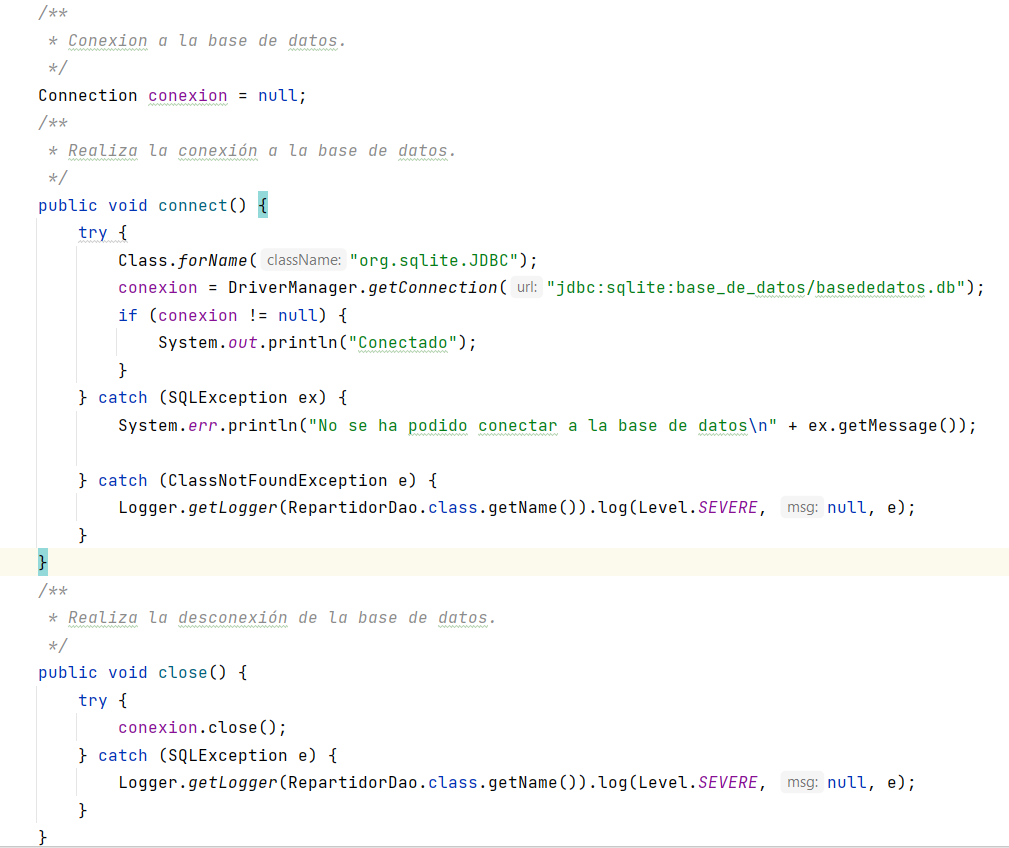 /**
 * Conexion a la base de datos.
 */
Connection conexion = null;
/**
 * Realiza la conexión a la base de datos.
 */
public void connect() {
    try {
        Class.forName( className: "org.sqlite.JDBC");
        conexion = DriverManager.getConnection( url: "jdbc:sqlite:base_de_datos/basededatos.db");
        if (conexion != null) {
            System.out.println("Conectado");
        }
    } catch (SQLException ex) {
        System.err.println("No se ha podido conectar a la base de datos\n" + ex.getMessage());
    } catch (ClassNotFoundException e) {
        Logger.getLogger(RepartidorDao.class.getName()).log(Level.SEVERE, msg: null, e);
    }
}
/**
 * Realiza la desconexión de la base de datos.
 */
public void close() {
    try {
        conexion.close();
    } catch (SQLException e) {
        Logger.getLogger(RepartidorDao.class.getName()).log(Level.SEVERE, msg: null, e);
    }
}